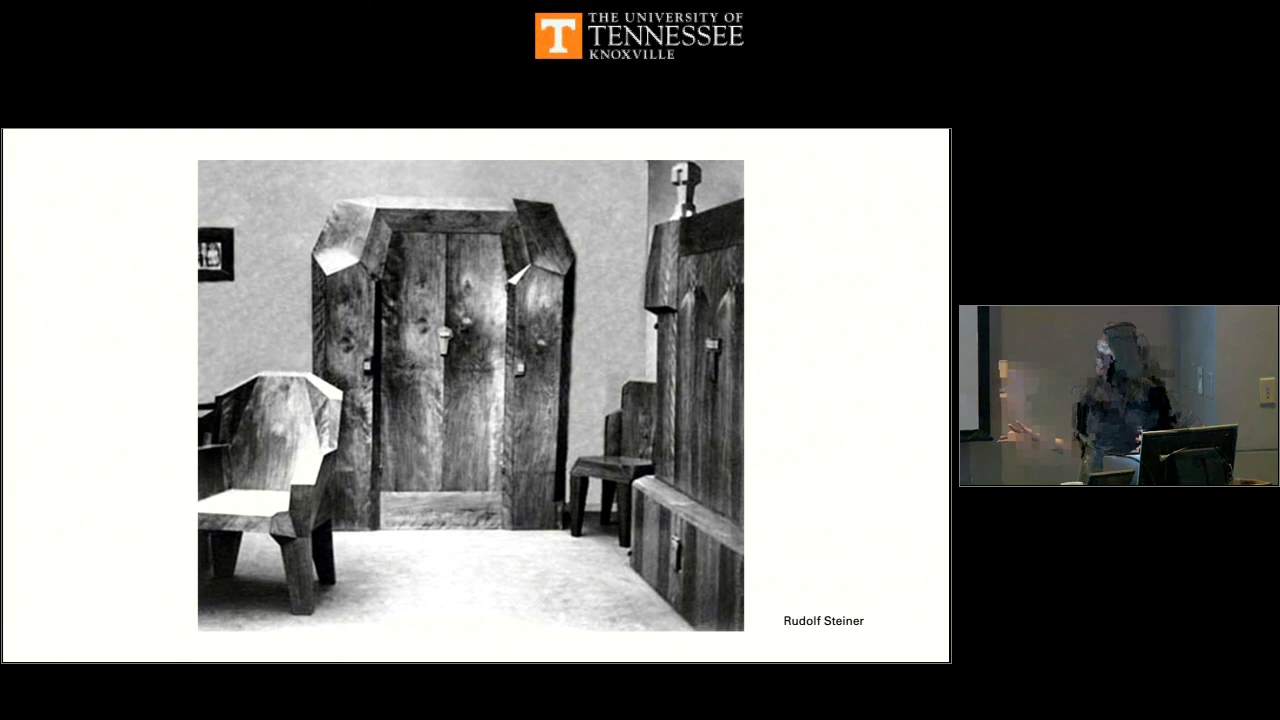 T
THE UNIVERSITY OF
TENNESSEE
KNOXVILLE
Rudolf Steiner